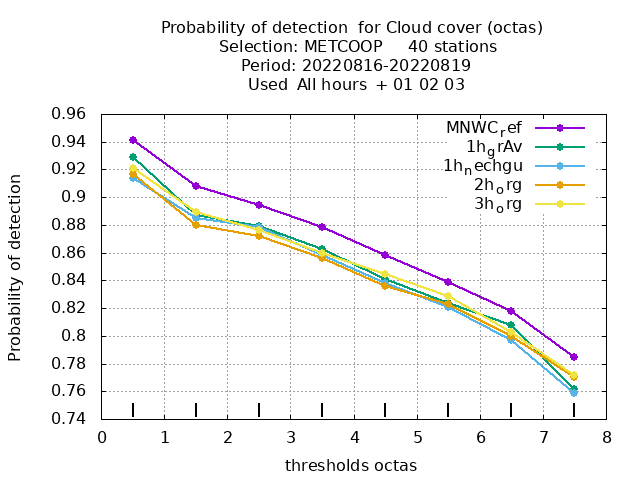 Probability of detection  for Cloud cover (octas)
Selection: METCOOP     40 stations
Period: 20220816-20220819
Used  All hours  + 01 02 03
0.96
0.94
0.92
0.9
0.88
0.86
0.84
0.82
0.8
0.78
0.76
0.74
Probability of detection
MNWCref
1hgrAv
1hnechgu
2horg
3horg
0 1 2 3 4 5 6 7 8
thresholds octas